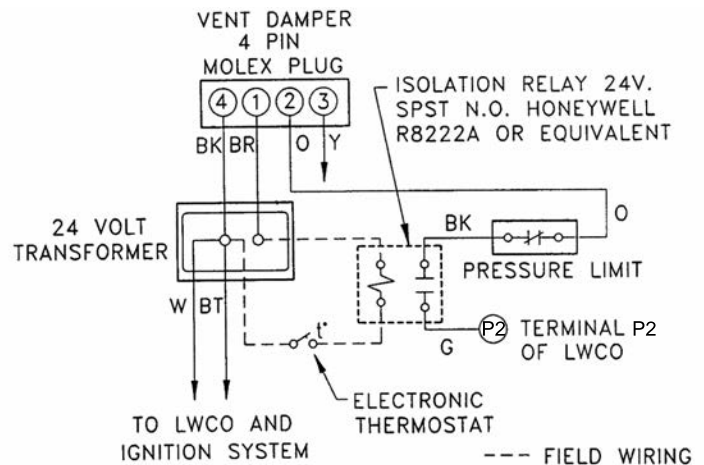 VENT DAMPER
4 PIN
MOLEX PLUG
4 1 2 3
BK BR O Y
ISOLATION RELAY 24V.
SPST N.O. HONEYWELL
R8222A OR EQUIVALENT
24 VOLT
TRANSFORMER
BK
O
PRESSURE LIMIT
W BT
t°
G
P2 TERMINAL P2
OF LWCO
ELECTRONIC
THERMOSTAT
TO LWCO AND
IGNITION SYSTEM
--- FIELD WIRING